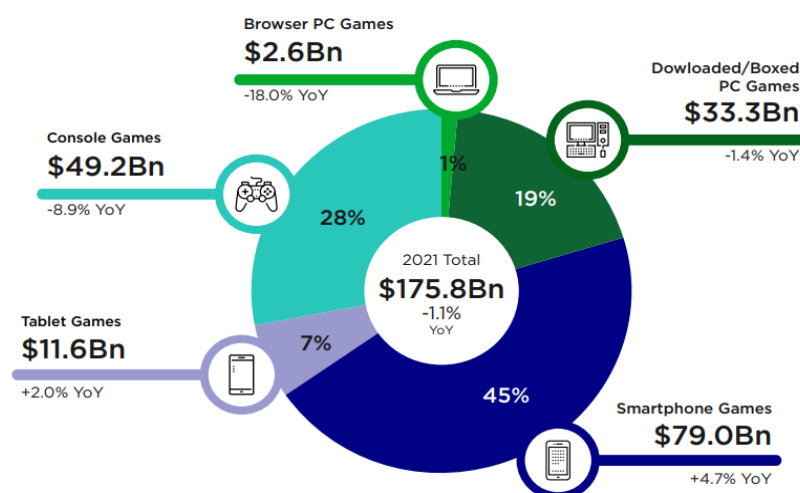 Browser PC Games
$2.6Bn
-18.0% YoY
Dowloaded/Boxed
PC Games
$33.3Bn
-1.4% YoY
Console Games
$49.2Bn
-8.9% YoY
1%
19%
28%
2021 Total
$175.8Bn
-1.1%
YoY
Tablet Games
$11.6Bn
+2.0% YoY
7%
45%
Smartphone Games
$79.0Bn
+4.7% YoY